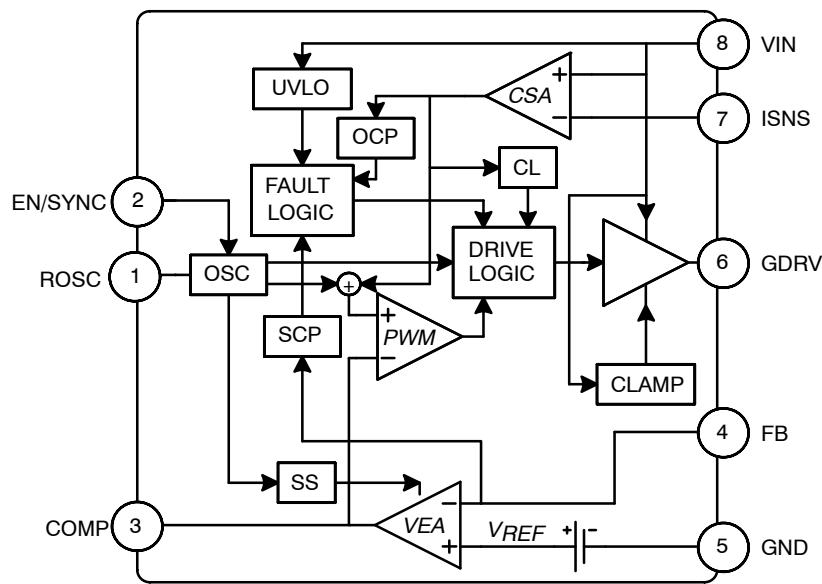 8 VIN
UVLO
CSA
+
−
OCP
7 ISNS
CL
FAULT
LOGIC
EN/SYNC 2
DRIVE
LOGIC
6 GDRV
ROSC 1
OSC
+
+
PWM
−
SCP
CLAMP
4 FB
SS
−
VEA
+
COMP 3
VREF
+ −
5 GND